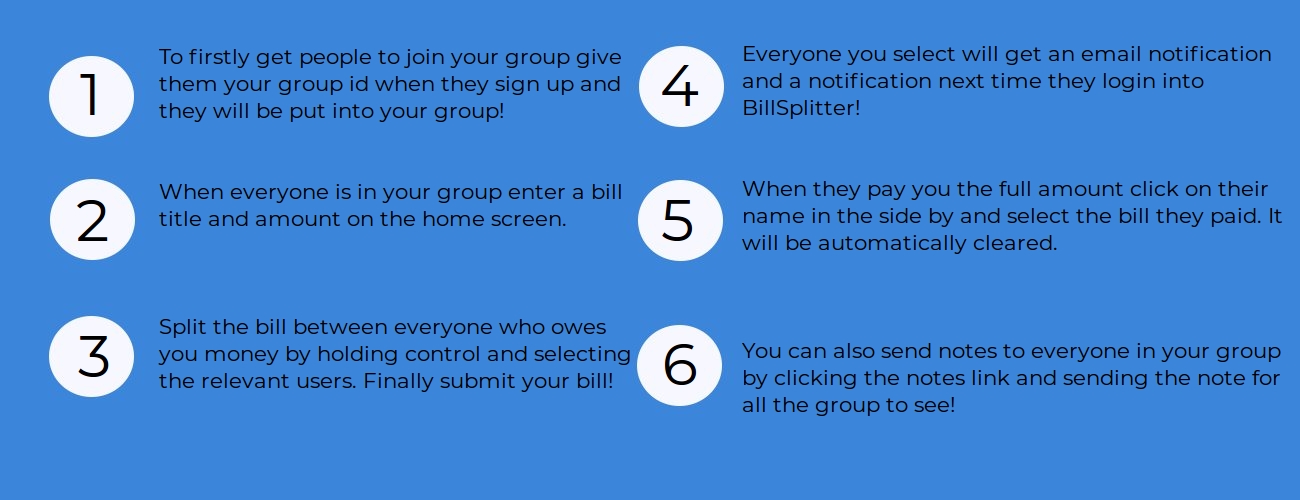 1
To firstly get people to join your group give
them your group id when they sign up and
they will be put into your group!
2
When everyone is in your group enter a bill
title and amount on the home screen.
3
Split the bill between everyone who owes
you money by holding control and selecting
the relevant users. Finally submit your bill!
4
Everyone you select will get an email notification
and a notification next time they login into
BillSplitter!
5
When they pay you the full amount click on their
name in the side by and select the bill they paid. It
will be automatically cleared.
6
You can also send notes to everyone in your group
by clicking the notes link and sending the note for
all the group to see!